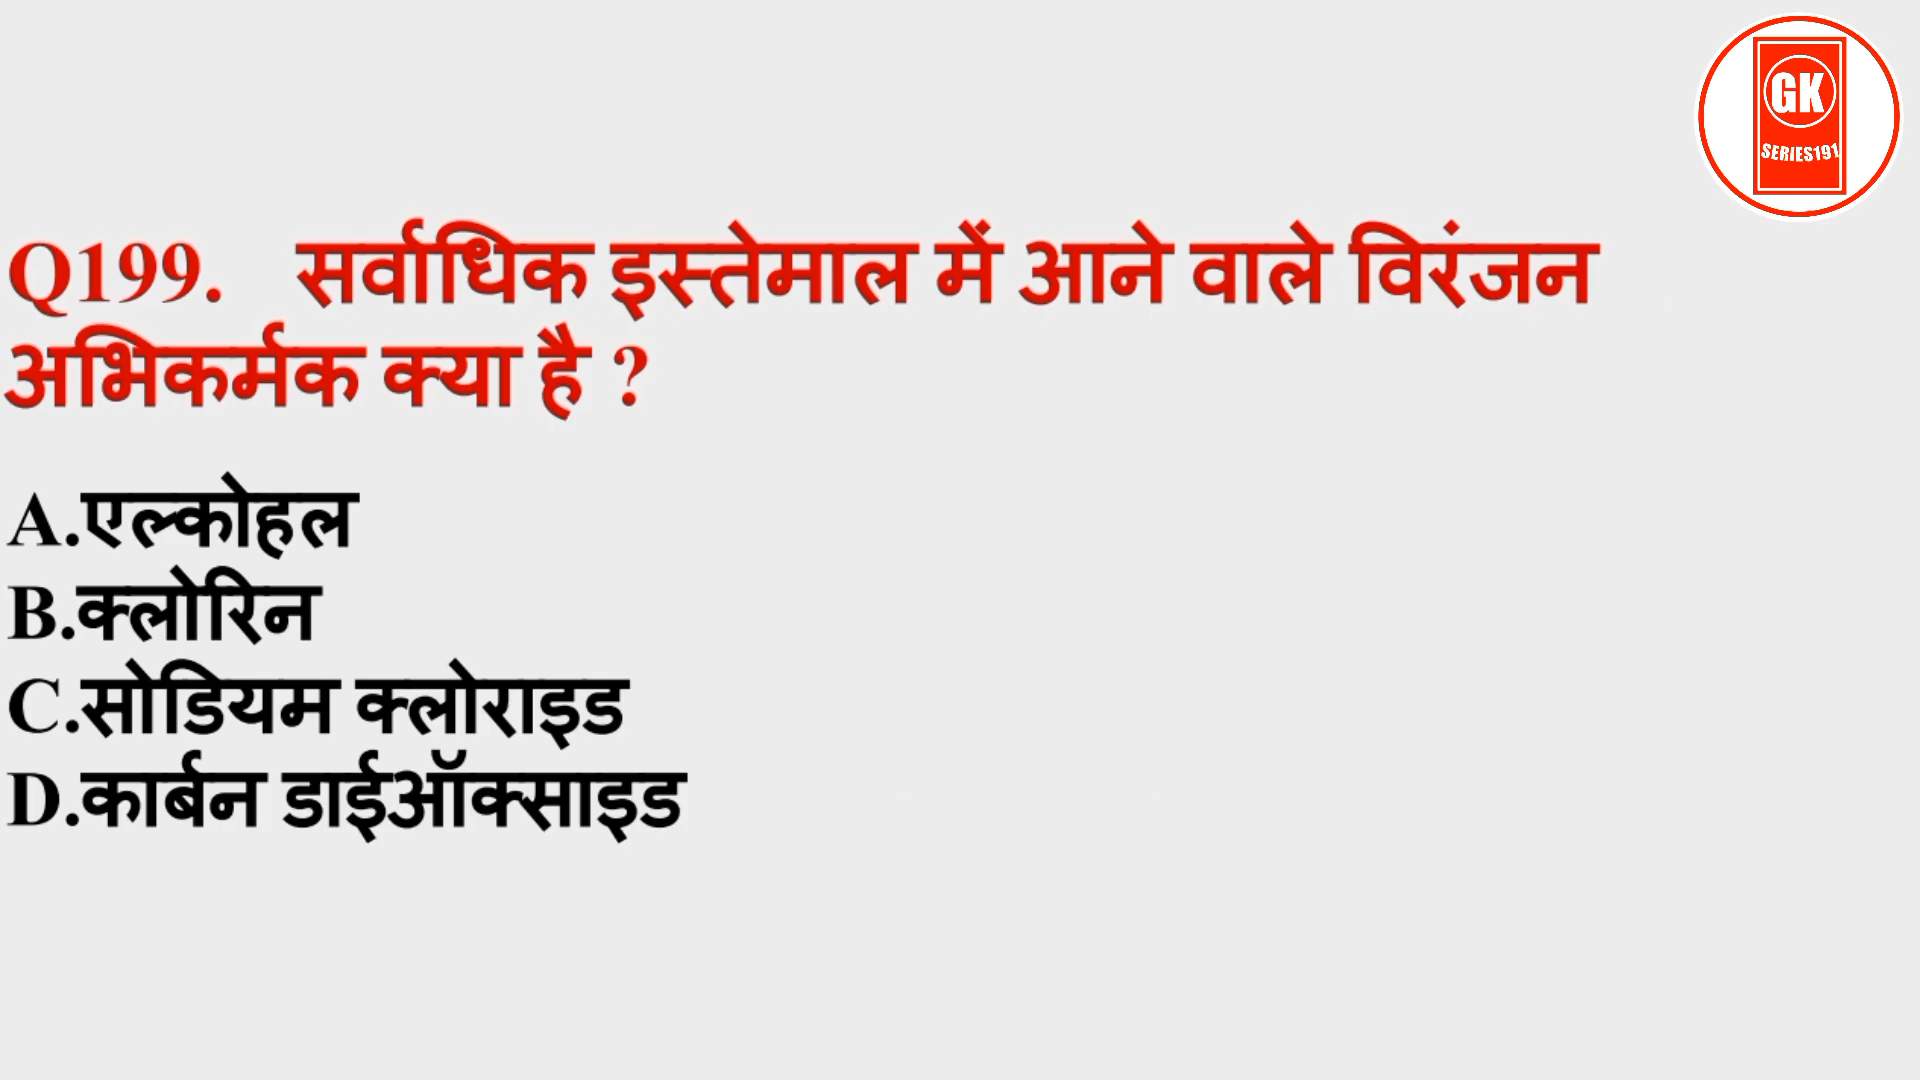 GK
SERIES191
Q199. सर्वाधिक इस्तेमाल में आने वाले विरंजन
अभिकर्मक क्या है ?
A.एल्कोहल
B.क्लोरिन
C.सोडियम क्लोराइड
D.कार्बन डाईऑक्साइड